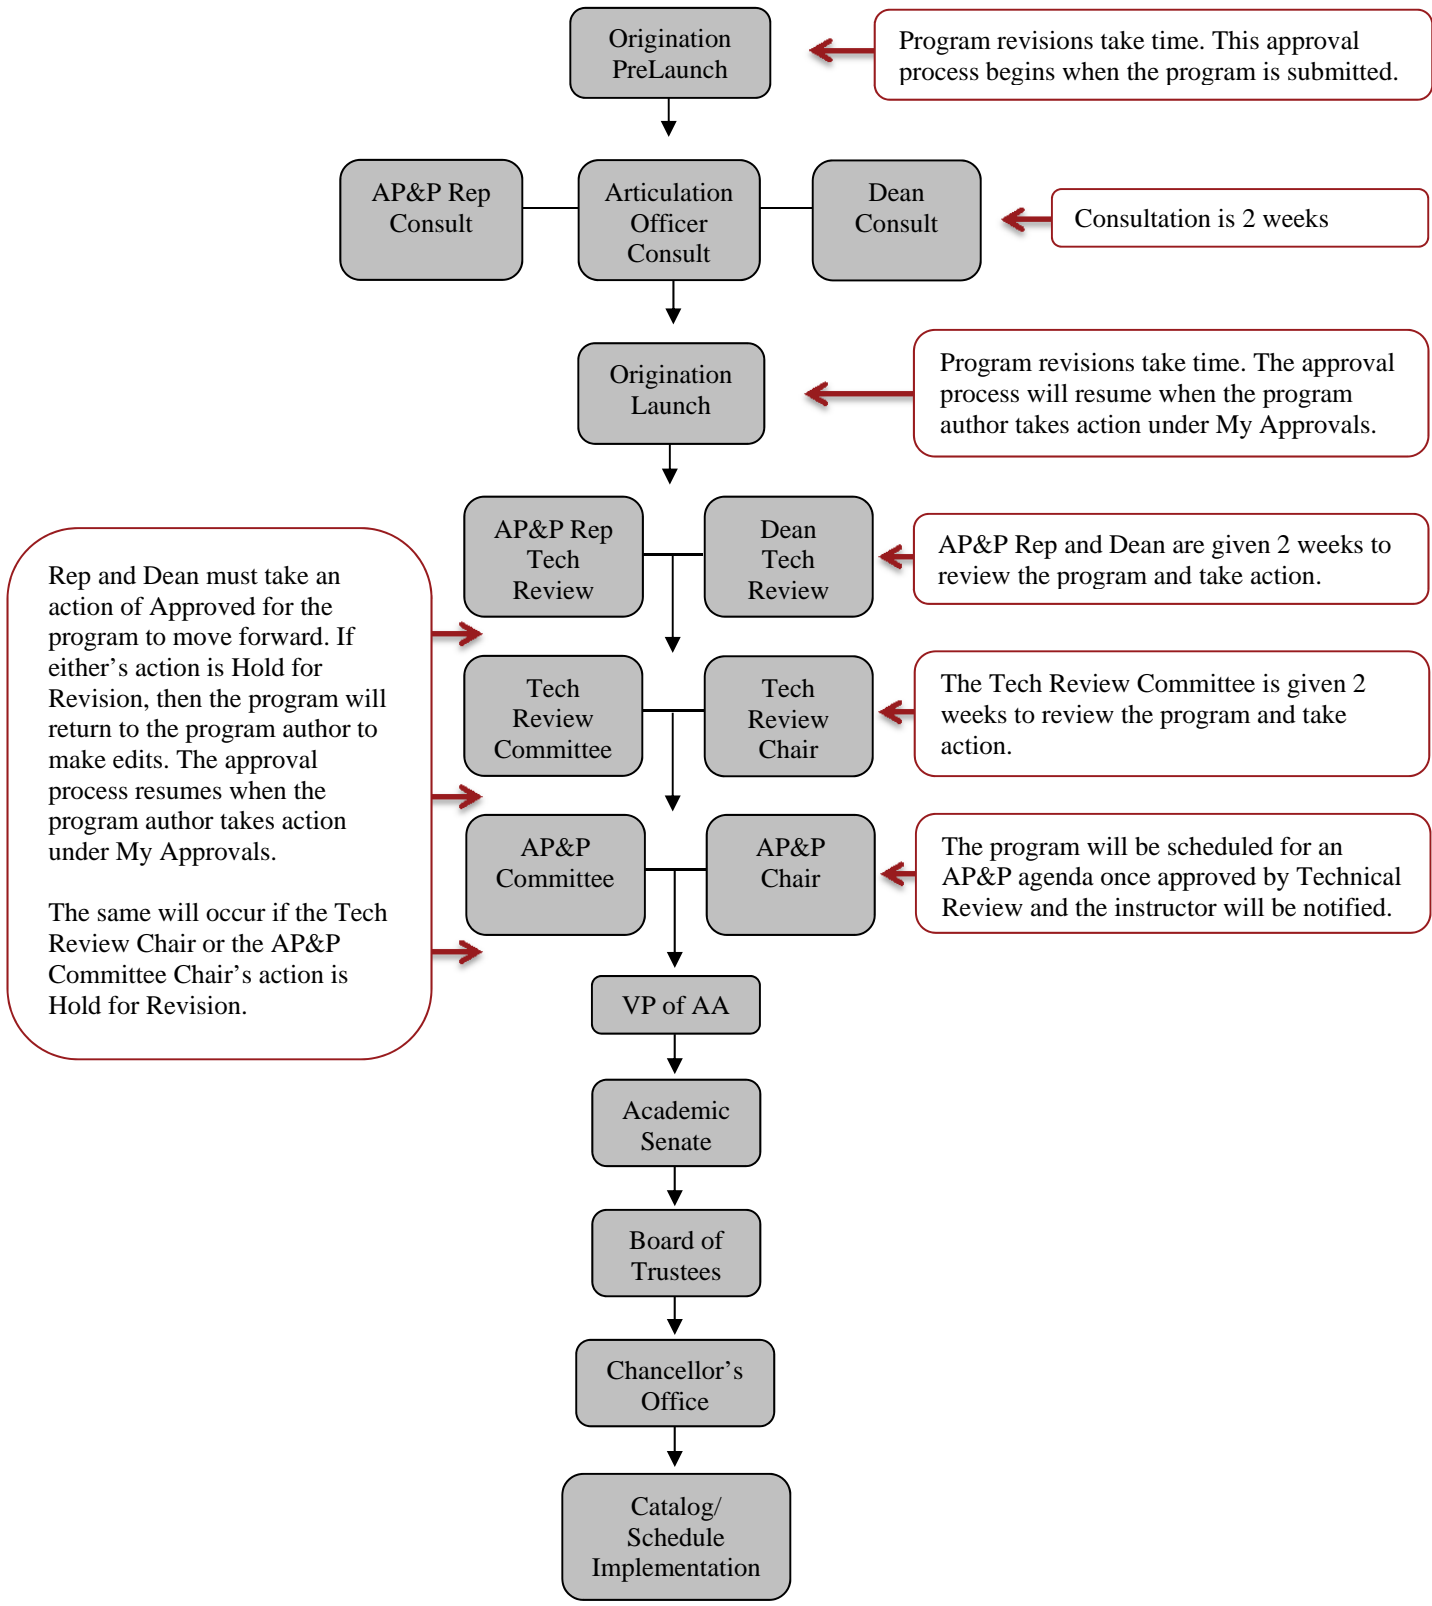 Origination
PreLaunch
Program revisions take time. This approval
process begins when the program is submitted.
AP&P Rep
Consult
Articulation
Officer
Consult
Dean
Consult
Consultation is 2 weeks
Origination
Launch
Program revisions take time. The approval
process will resume when the program
author takes action under My Approvals.
AP&P Rep
Tech
Review
Dean
Tech
Review
AP&P Rep and Dean are given 2 weeks to
review the program and take action.
Rep and Dean must take an
action of Approved for the
program to move forward. If
either’s action is Hold for
Revision, then the program will
return to the program author to
make edits. The approval
process resumes when the
program author takes action
under My Approvals.
The same will occur if the Tech
Review Chair or the AP&P
Committee Chair’s action is
Hold for Revision.
Tech
Review
Committee
Tech
Review
Chair
The Tech Review Committee is given 2
weeks to review the program and take
action.
AP&P
Committee
AP&P
Chair
The program will be scheduled for an
AP&P agenda once approved by Technical
Review and the instructor will be notified.
VP of AA
Academic
Senate
Board of
Trustees
Chancellor’s
Office
Catalog/
Schedule
Implementation